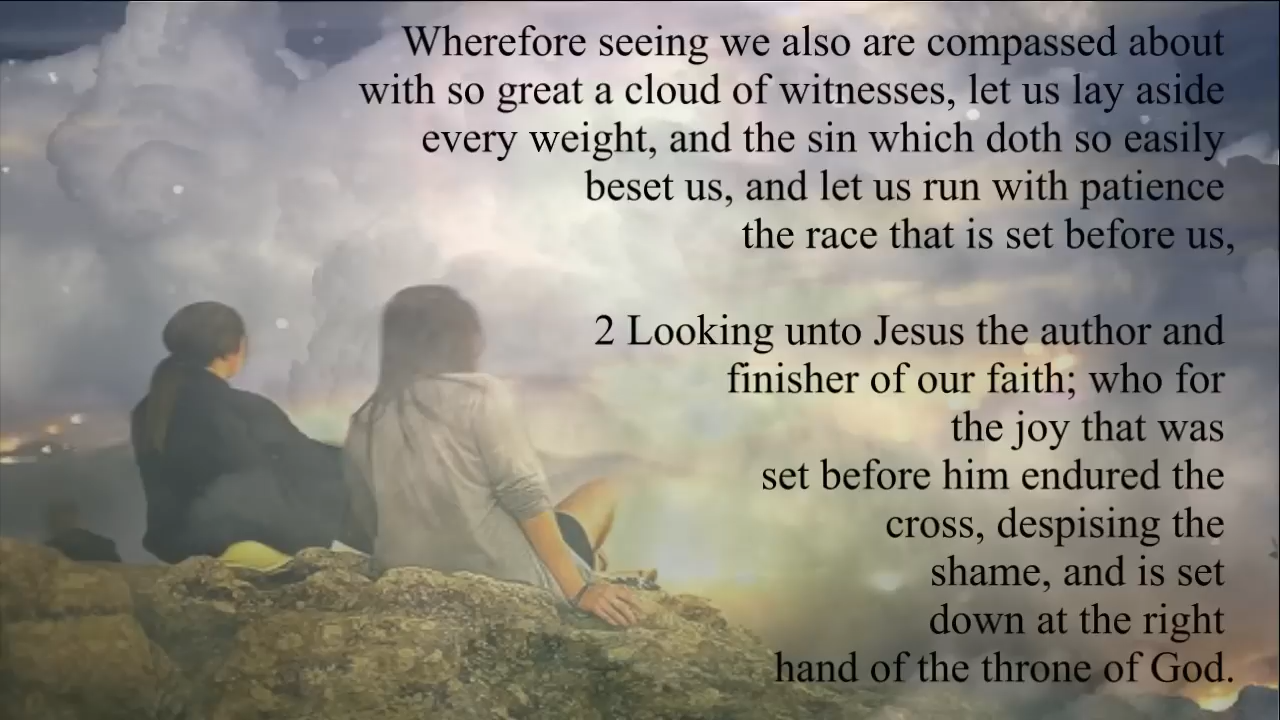 Wherefore seeing we also are compassed about
with so great a cloud of witnesses, let us lay aside
every weight, and the sin which doth so easily
beset us, and let us run with patience
the race that is set before us,
2 Looking unto Jesus the author and
finisher of our faith; who for
the joy that was
set before him endured the
cross, despising the
shame, and is set
down at the right
hand of the throne of God.